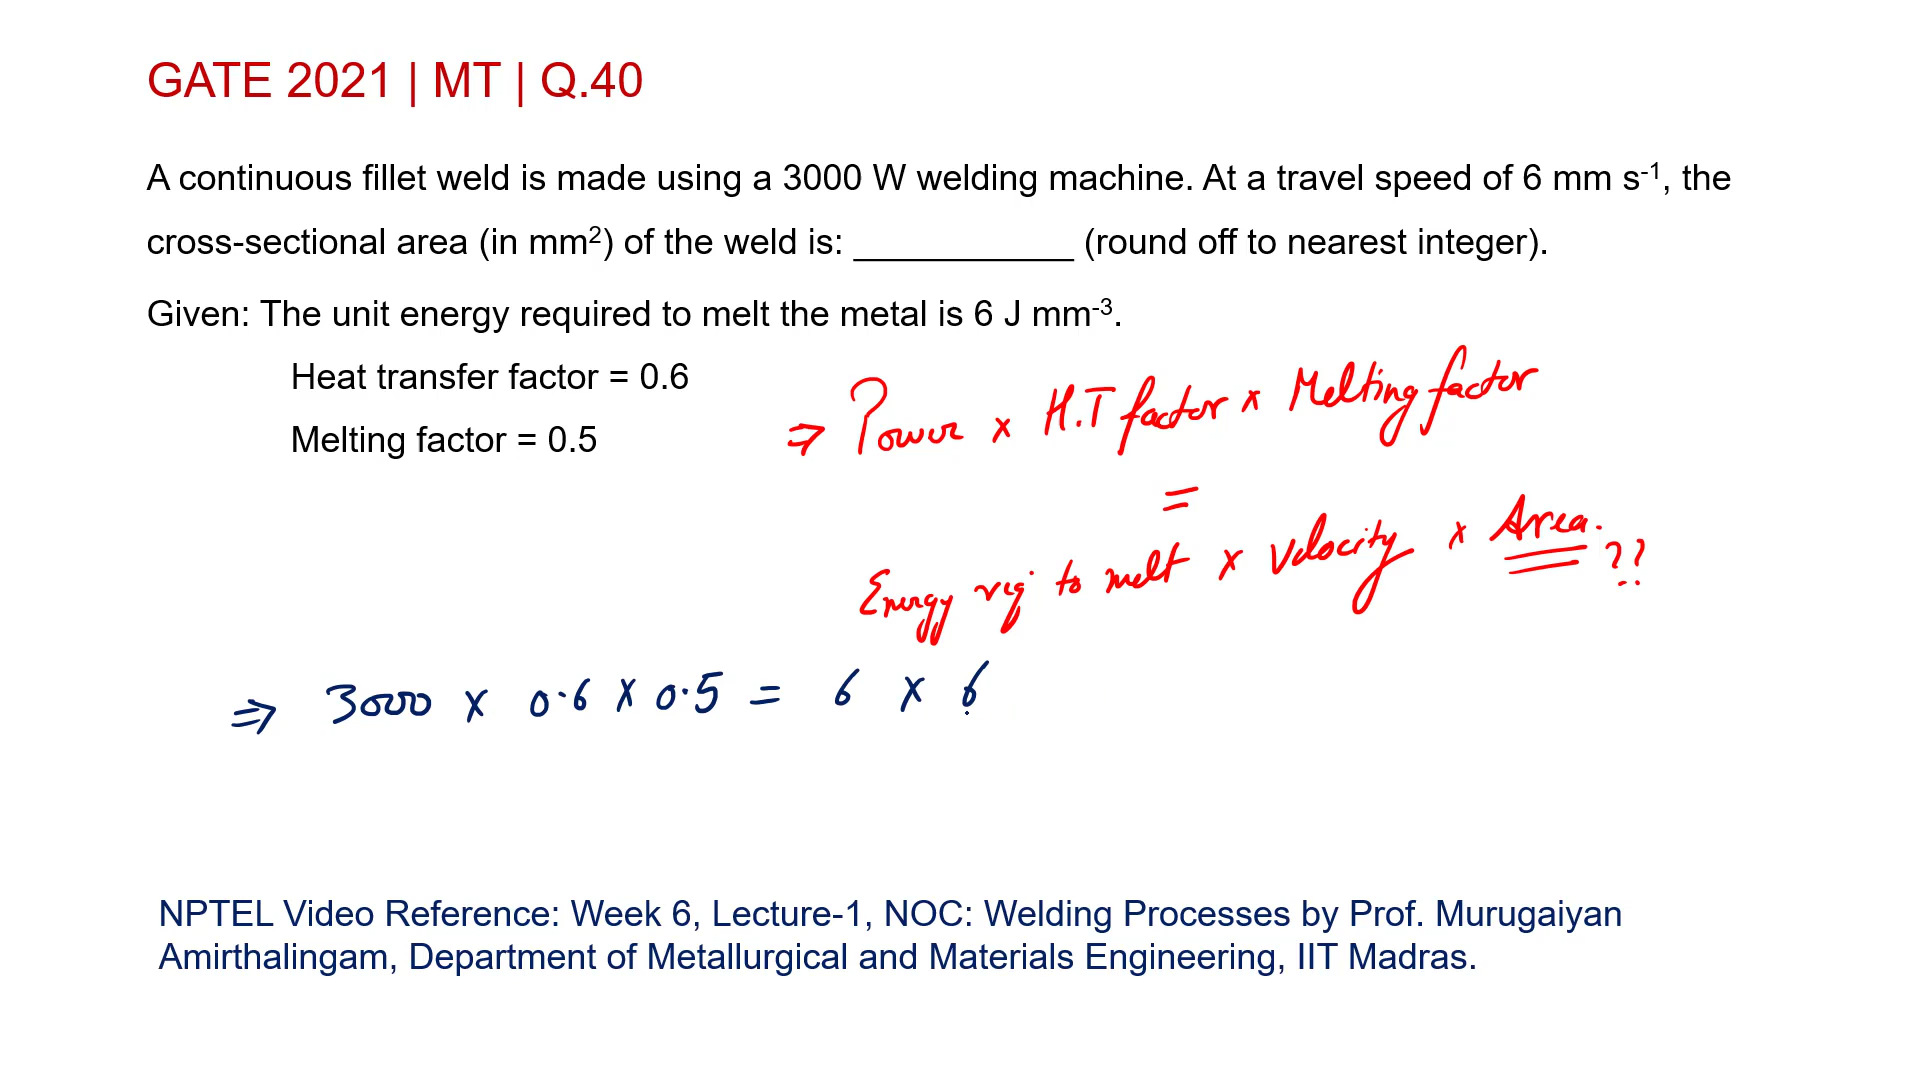 GATE 2021 | MT | Q.40
A continuous fillet weld is made using a 3000 W welding machine. At a travel speed of 6 mm s⁻¹, the
cross-sectional area (in mm²) of the weld is: ___________ (round off to nearest integer).
Given: The unit energy required to melt the metal is 6 J mm⁻³.
Heat transfer factor = 0.6
Melting factor = 0.5
⇒ Power × H.T factor × Melting factor
=
Energy req. to melt × Velocity × Area. ??
⇒ 3000 × 0.6 × 0.5 = 6 × 6
NPTEL Video Reference: Week 6, Lecture-1, NOC: Welding Processes by Prof. Murugaiyan
Amirthalingam, Department of Metallurgical and Materials Engineering, IIT Madras.